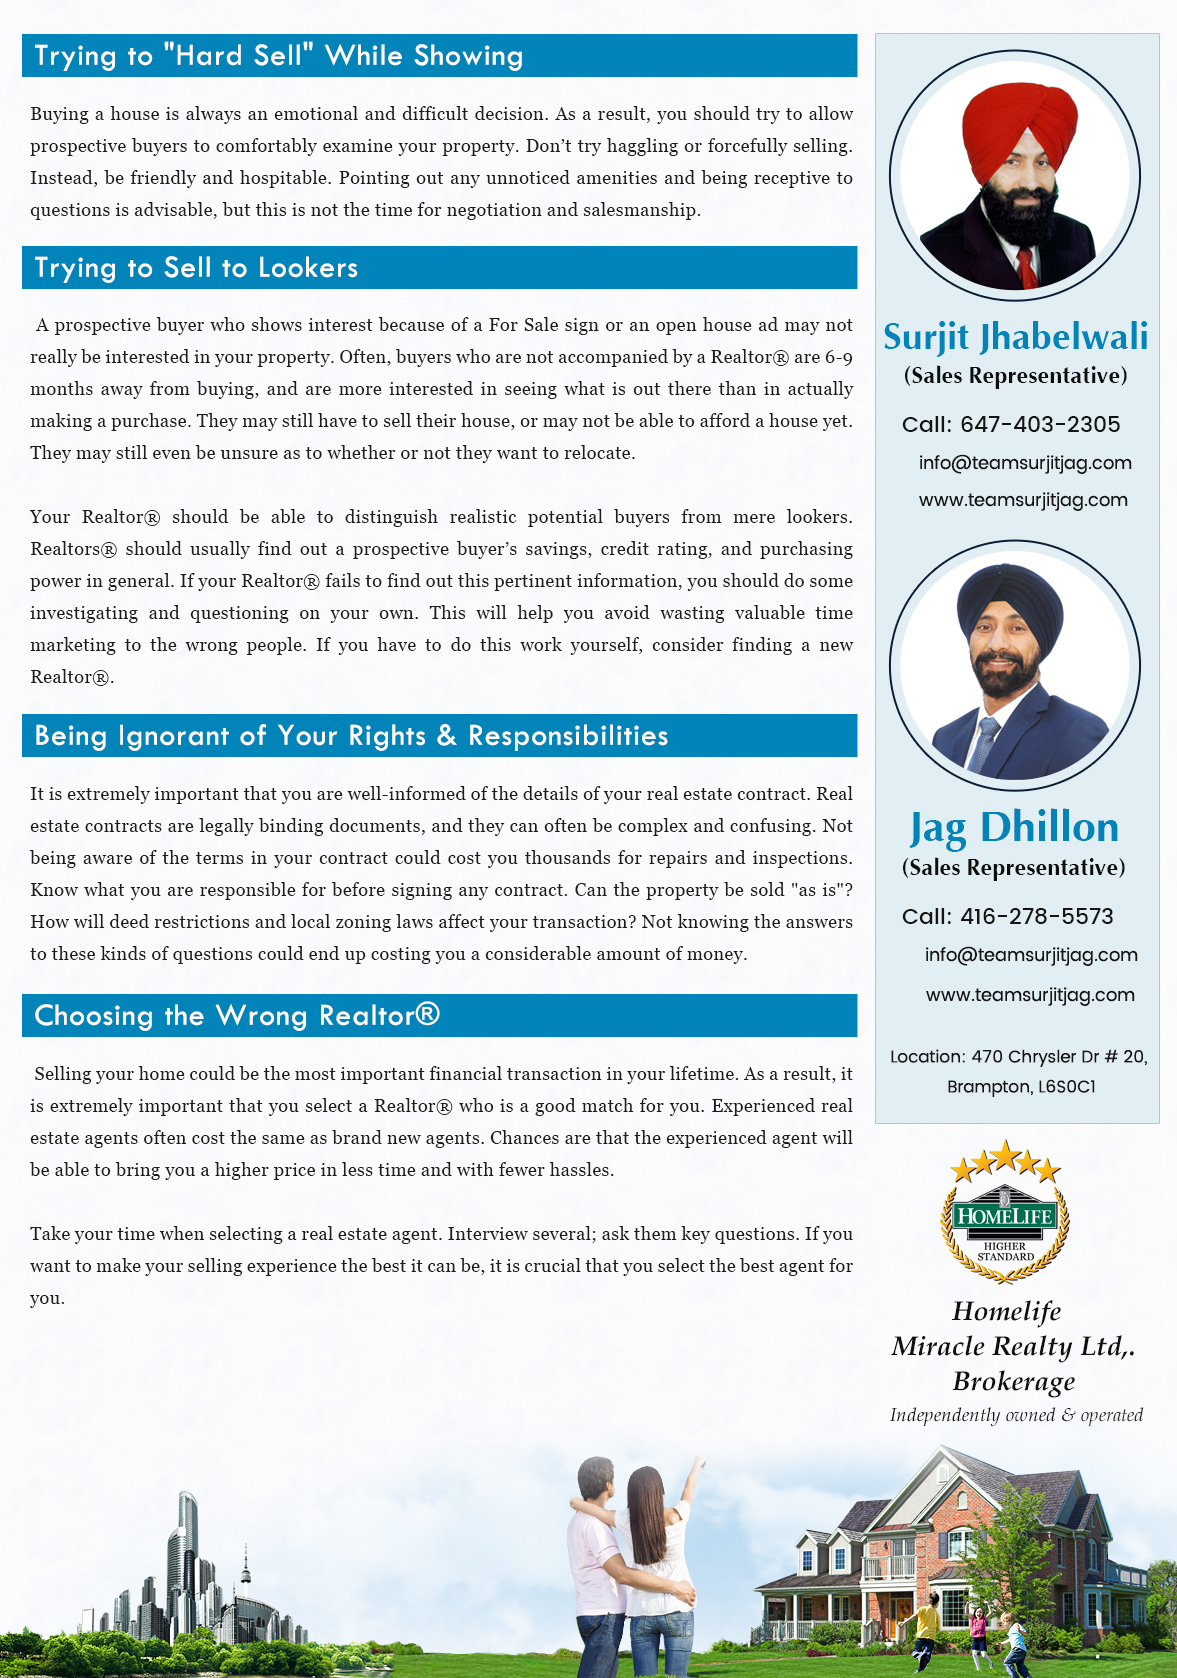 Trying to "Hard Sell" While Showing
Buying a house is always an emotional and difficult decision. As a result, you should try to allow
prospective buyers to comfortably examine your property. Don’t try haggling or forcefully selling.
Instead, be friendly and hospitable. Pointing out any unnoticed amenities and being receptive to
questions is advisable, but this is not the time for negotiation and salesmanship.
Trying to Sell to Lookers
A prospective buyer who shows interest because of a For Sale sign or an open house ad may not
really be interested in your property. Often, buyers who are not accompanied by a Realtor® are 6-9
months away from buying, and are more interested in seeing what is out there than in actually
making a purchase. They may still have to sell their house, or may not be able to afford a house yet.
They may still even be unsure as to whether or not they want to relocate.
Your Realtor® should be able to distinguish realistic potential buyers from mere lookers.
Realtors® should usually find out a prospective buyer’s savings, credit rating, and purchasing
power in general. If your Realtor® fails to find out this pertinent information, you should do some
investigating and questioning on your own. This will help you avoid wasting valuable time
marketing to the wrong people. If you have to do this work yourself, consider finding a new
Realtor®.
Being Ignorant of Your Rights & Responsibilities
It is extremely important that you are well-informed of the details of your real estate contract. Real
estate contracts are legally binding documents, and they can often be complex and confusing. Not
being aware of the terms in your contract could cost you thousands for repairs and inspections.
Know what you are responsible for before signing any contract. Can the property be sold "as is"?
How will deed restrictions and local zoning laws affect your transaction? Not knowing the answers
to these kinds of questions could end up costing you a considerable amount of money.
Choosing the Wrong Realtor®
Selling your home could be the most important financial transaction in your lifetime. As a result, it
is extremely important that you select a Realtor® who is a good match for you. Experienced real
estate agents often cost the same as brand new agents. Chances are that the experienced agent will
be able to bring you a higher price in less time and with fewer hassles.
Take your time when selecting a real estate agent. Interview several; ask them key questions. If you
want to make your selling experience the best it can be, it is crucial that you select the best agent for
you.
Surjit Jhabelwali
(Sales Representative)
Call: 647-403-2305
info@teamsurjitjag.com
www.teamsurjitjag.com
Jag Dhillon
(Sales Representative)
Call: 416-278-5573
info@teamsurjitjag.com
www.teamsurjitjag.com
Location: 470 Chrysler Dr # 20,
Brampton, L6S0C1
HOMELIFE
HIGHER
STANDARD
Homelife
Miracle Realty Ltd,.
Brokerage
Independently owned & operated